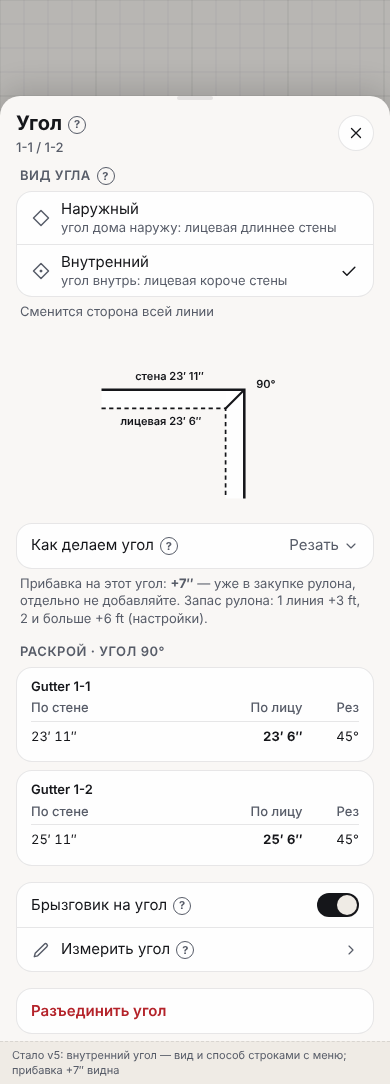 Угол ?
1-1 / 1-2
ВИД УГЛА ?
Наружный
угол дома наружу: лицевая длиннее стены
Внутренний
угол внутрь: лицевая короче стены
Сменится сторона всей линии
стена 23′ 11″
90°
лицевая 23′ 6″
Как делаем угол ? Резать
Прибавка на этот угол: +7″ — уже в закупке рулона,
отдельно не добавляйте. Запас рулона: 1 линия +3 ft,
2 и больше +6 ft (настройки).
РАСКРОЙ · УГОЛ 90°
Gutter 1-1
По стене По лицу Рез
23′ 11″ 23′ 6″ 45°
Gutter 1-2
По стене По лицу Рез
25′ 11″ 25′ 6″ 45°
Брызговик на угол ?
Измерить угол ?
Разъединить угол
Стало v5: внутренний угол — вид и способ строками с меню;
прибавка +7″ видна